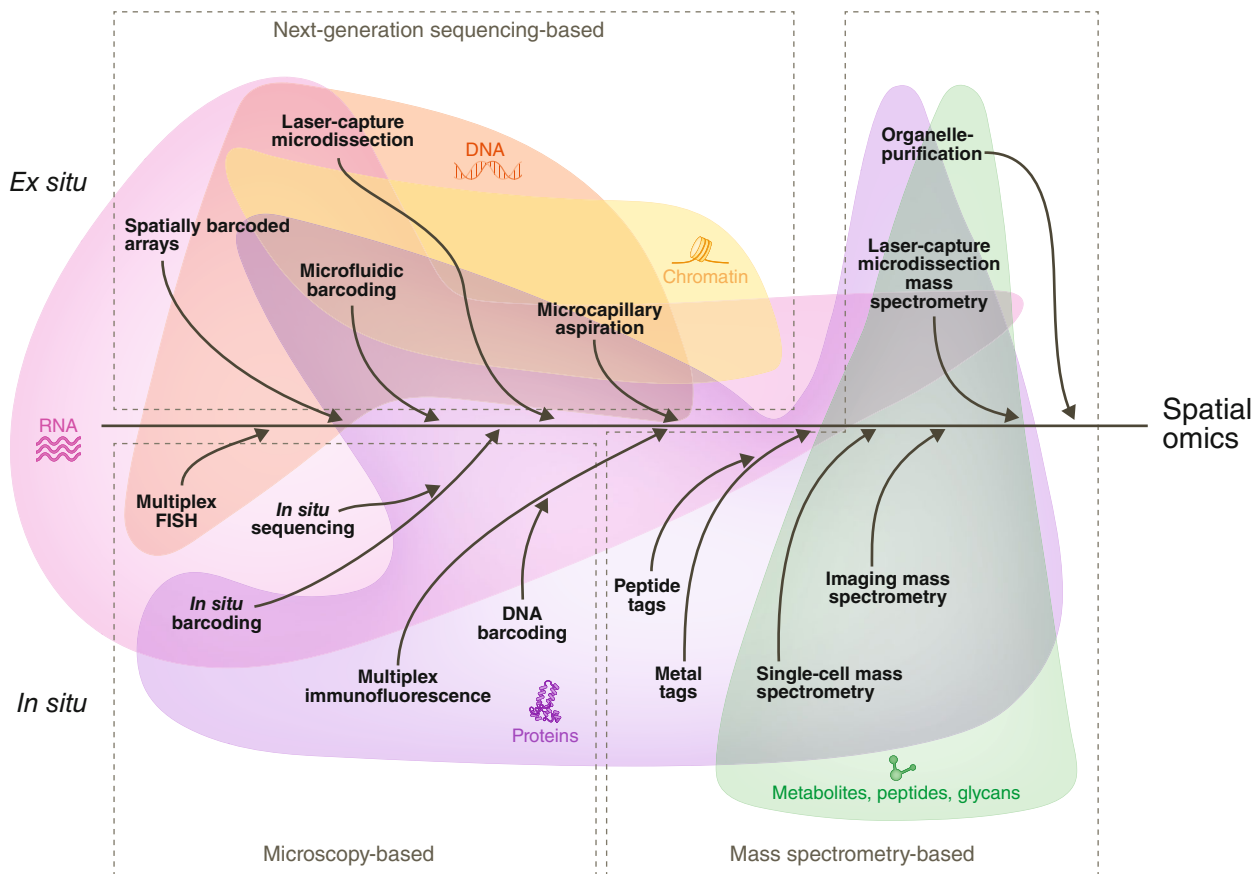 Next-generation sequencing-based
Ex situ
Laser-capture
microdissection
DNA
Organelle-
purification
Spatially barcoded
arrays
Microfluidic
barcoding
Chromatin
Laser-capture
microdissection
mass
spectrometry
Microcapillary
aspiration
RNA
Spatial
omics
Multiplex
FISH
In situ
sequencing
In situ
barcoding
DNA
barcoding
Peptide
tags
Imaging mass
spectrometry
In situ
Multiplex
immunofluorescence
Metal
tags
Single-cell mass
spectrometry
Proteins
Metabolites, peptides, glycans
Microscopy-based
Mass spectrometry-based